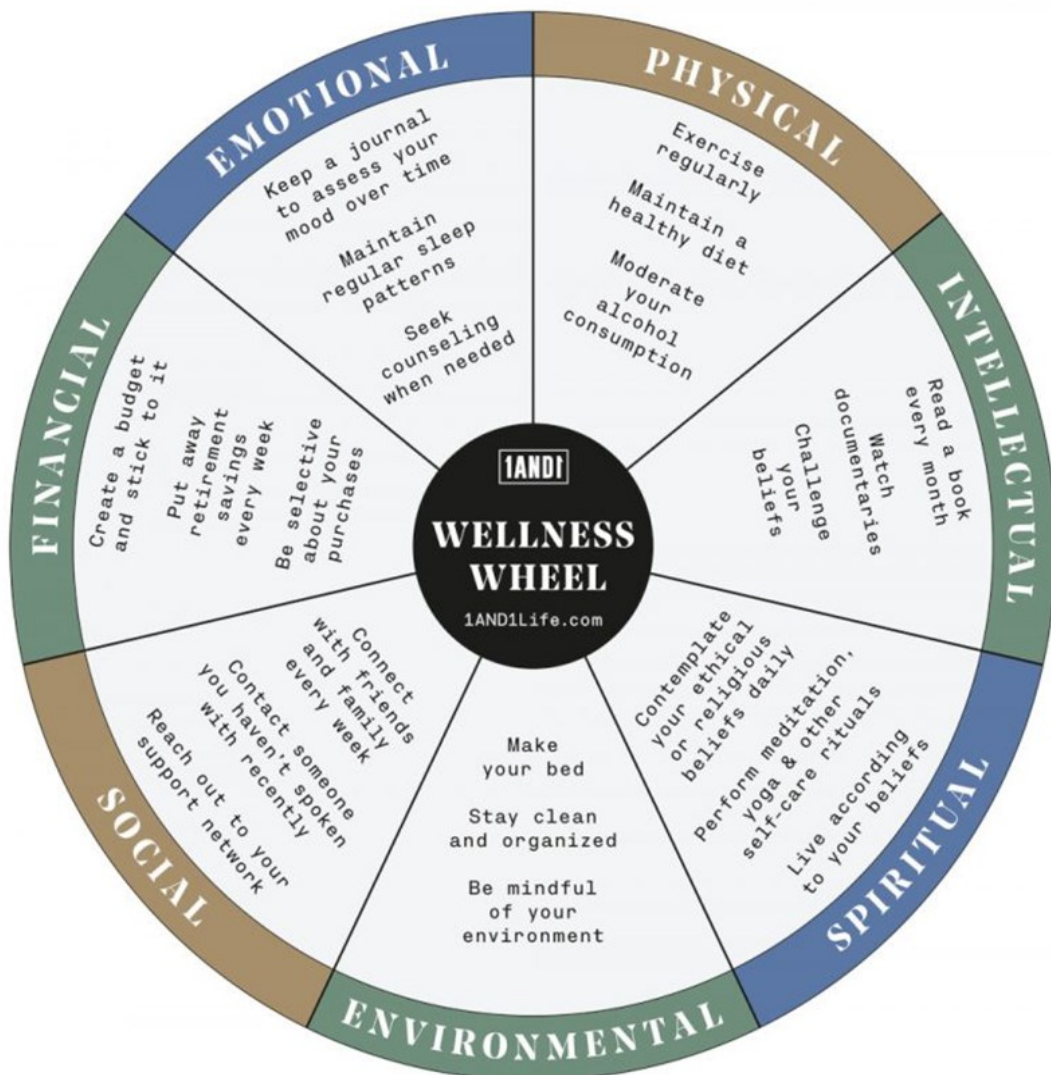 EMOTIONAL
Keep a journal
to assess your
mood over time
Maintain
regular sleep
patterns
Seek
counseling
when needed
PHYSICAL
Exercise
regularly
Maintain a
healthy diet
Moderate
your
alcohol
consumption
INTELLECTUAL
Read a book
every month
Watch
documentaries
Challenge
your
beliefs
SPIRITUAL
Contemplate
your ethical
or religious
beliefs daily
Perform meditation,
yoga & other
self-care rituals
Live according
to your beliefs
ENVIRONMENTAL
Make
your bed
Stay clean
and organized
Be mindful
of your
environment
SOCIAL
Connect
with friends
and family
every week
Contact someone
you haven't spoken
with recently
Reach out to your
support network
FINANCIAL
Create a budget
and stick to it
Put away
retirement
savings
every week
Be selective
about your
purchases
1AND1
WELLNESS
WHEEL
1AND1Life.com